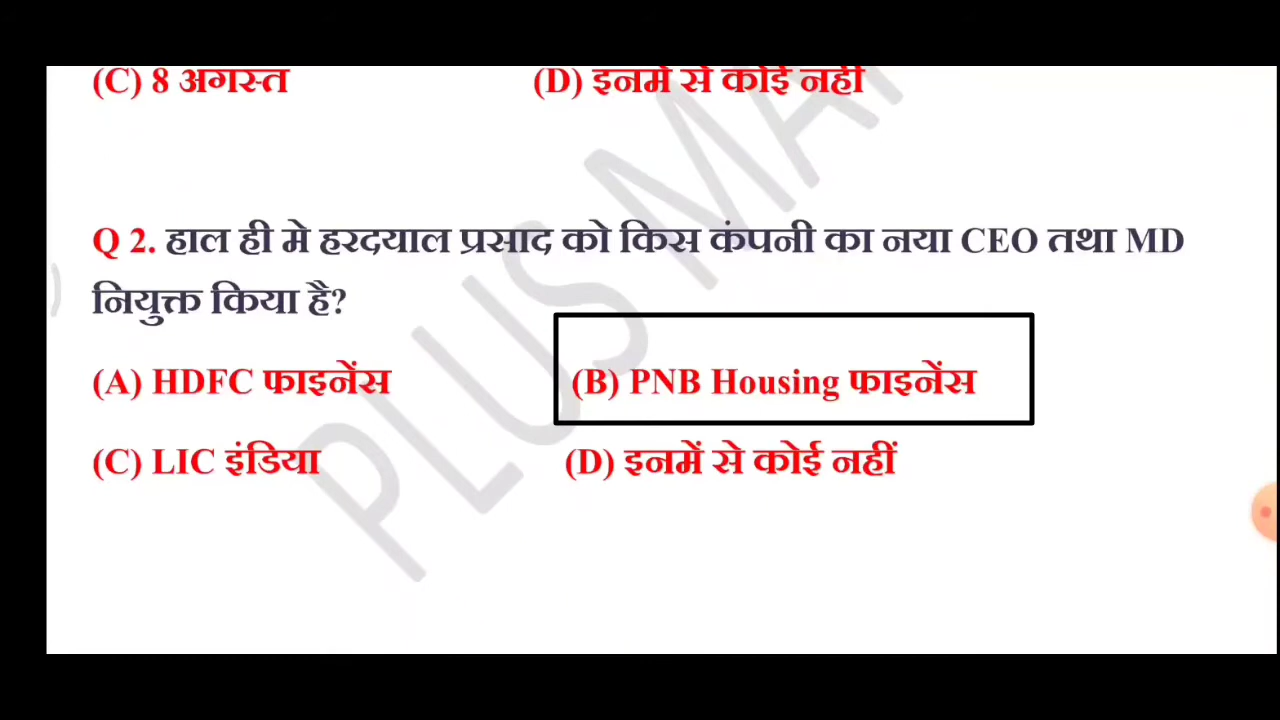 (C) 8 अगस्त (D) इनमें से कोई नहीं
Q 2. हाल ही मे हरदयाल प्रसाद को किस कंपनी का नया CEO तथा MD
नियुक्त किया है?
(A) HDFC फाइनेंस (B) PNB Housing फाइनेंस
(C) LIC इंडिया (D) इनमें से कोई नहीं
PLUS